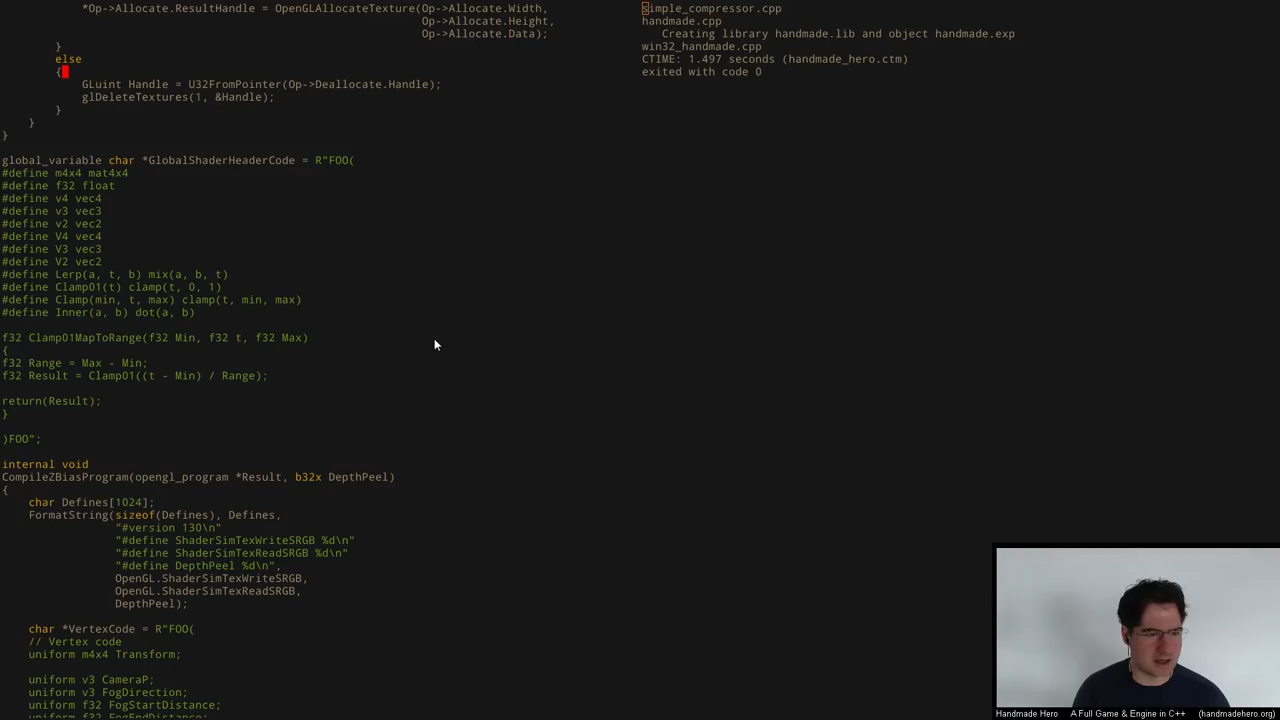 *Op->Allocate.ResultHandle = OpenGLAllocateTexture(Op->Allocate.Width,
Op->Allocate.Height,
Op->Allocate.Data);
}
else
{
GLuint Handle = U32FromPointer(Op->Deallocate.Handle);
glDeleteTextures(1, &Handle);
}
}
}
global_variable char *GlobalShaderHeaderCode = R"FOO(
#define m4x4 mat4x4
#define f32 float
#define v4 vec4
#define v3 vec3
#define v2 vec2
#define V4 vec4
#define V3 vec3
#define V2 vec2
#define Lerp(a, t, b) mix(a, b, t)
#define Clamp01(t) clamp(t, 0, 1)
#define Clamp(min, t, max) clamp(t, min, max)
#define Inner(a, b) dot(a, b)
f32 Clamp01MapToRange(f32 Min, f32 t, f32 Max)
{
f32 Range = Max - Min;
f32 Result = Clamp01((t - Min) / Range);
return(Result);
}
)FOO";
internal void
CompileZBiasProgram(opengl_program *Result, b32x DepthPeel)
{
char Defines[1024];
FormatString(sizeof(Defines), Defines,
"#version 130\n"
"#define ShaderSimTexWriteSRGB %d\n"
"#define ShaderSimTexReadSRGB %d\n"
"#define DepthPeel %d\n",
OpenGL.ShaderSimTexWriteSRGB,
OpenGL.ShaderSimTexReadSRGB,
DepthPeel);
char *VertexCode = R"FOO(
// Vertex code
uniform m4x4 Transform;
uniform v3 CameraP;
uniform v3 FogDirection;
uniform f32 FogStartDistance;
uniform f32 FogEndDistance;
simple_compressor.cpp
handmade.cpp
Creating library handmade.lib and object handmade.exp
win32_handmade.cpp
CTIME: 1.497 seconds (handmade_hero.ctm)
exited with code 0
Handmade Hero A Full Game & Engine in C++ (handmadehero.org)